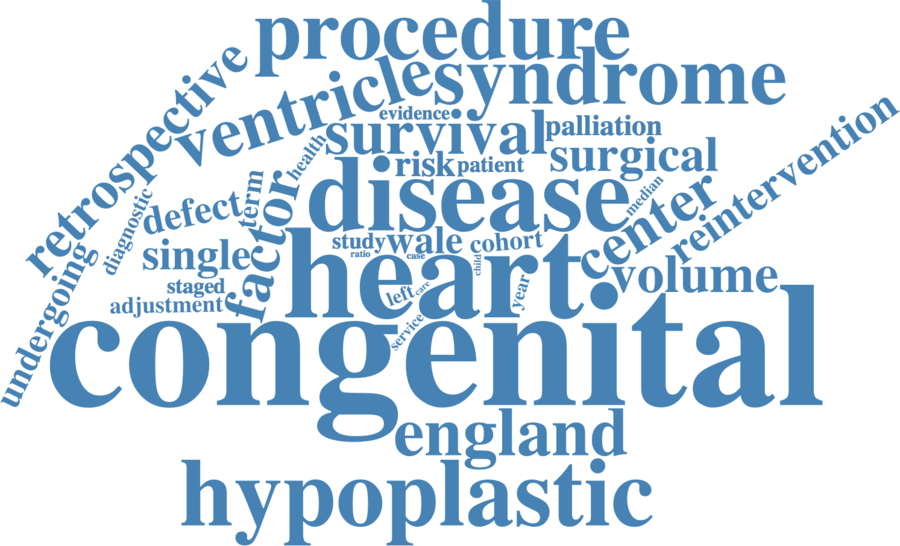 procedure
syndrome
ventricle
retrospective
evidence
survival
palliation
surgical
reintervention
health
risk
patient
disease
median
center
diagnostic
defect
term
factor
single
study
wale
cohort
ratio
case
child
heart
volume
undergoing
staged
adjustment
left
care
year
service
congenital
england
hypoplastic